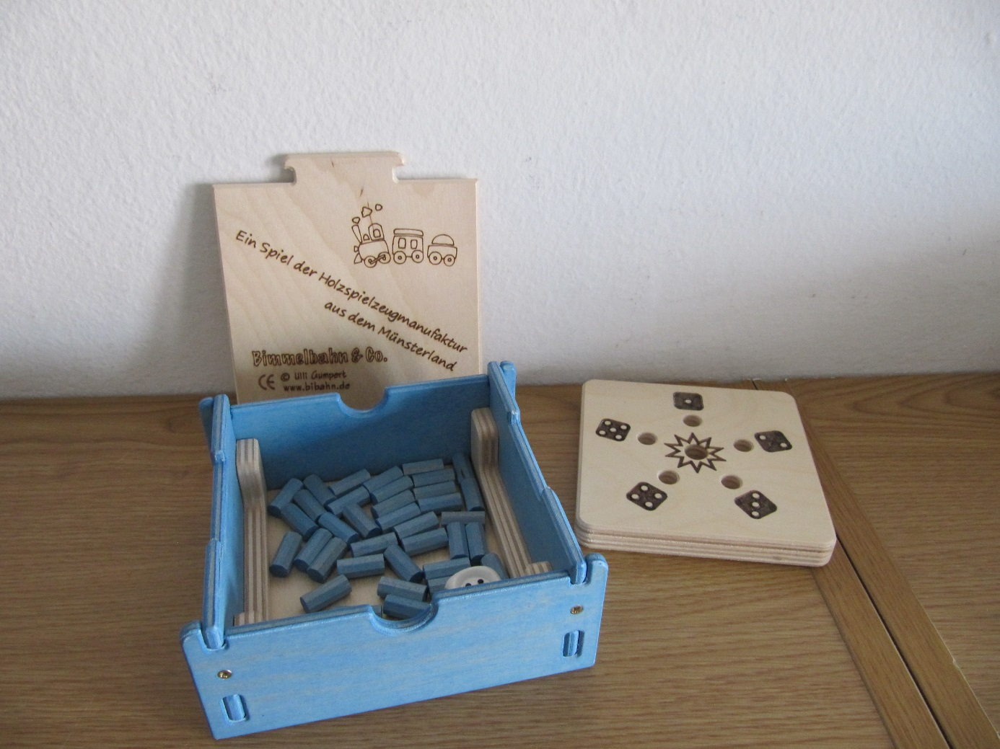 Ein Spiel der Holzspielzeugmanufaktur
aus dem Münsterland
Bimmelbahn & Co.
CE © Ulli Gumpert
www.bibahn.de